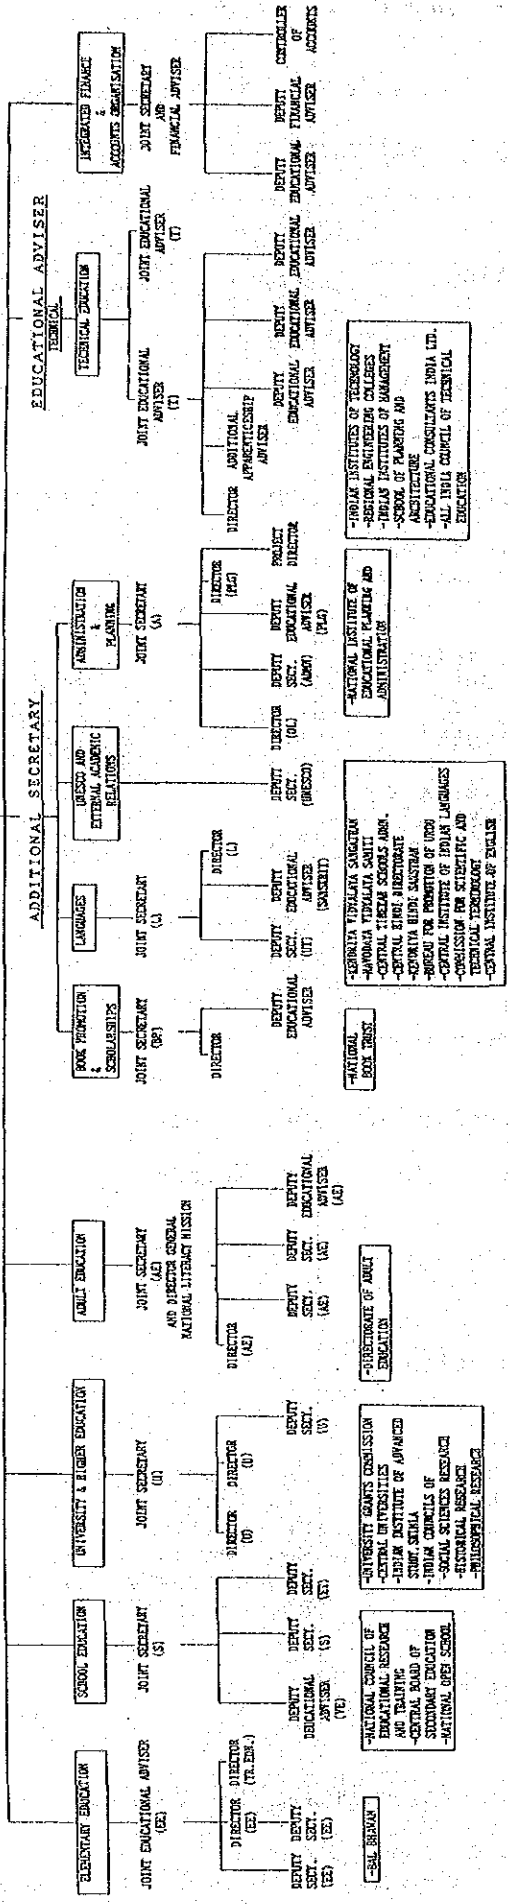 ADDITIONAL SECRETARY
EDUCATIONAL ADVISER
TECHNICAL
ELEMENTARY EDUCATION
JOINT EDUCATIONAL ADVISER
(EE)
DIRECTOR
(EE)
DIRECTOR
(TR.EDN.)
DEPUTY
SECY.
(EE)
DEPUTY
SECY.
(EE)
-BAL BHAVAN
SCHOOL EDUCATION
JOINT SECRETARY
(S)
DEPUTY
EDUCATIONAL
ADVISER
(VE)
DEPUTY
SECY.
(S)
DEPUTY
SECY.
(ET)
-NATIONAL COUNCIL OF
EDUCATIONAL RESEARCH
AND TRAINING
-CENTRAL BOARD OF
SECONDARY EDUCATION
-NATIONAL OPEN SCHOOL
UNIVERSITY & HIGHER EDUCATION
JOINT SECRETARY
(U)
DIRECTOR
(U)
DIRECTOR
(U)
DEPUTY
SECY.
(U)
-UNIVERSITY GRANTS COMMISSION
-CENTRAL UNIVERSITIES
-INDIAN INSTITUTE OF ADVANCED
STUDY, SHIMLA
-INDIAN COUNCILS OF
-SOCIAL SCIENCES RESEARCH
-HISTORICAL RESEARCH
-PHILOSOPHICAL RESEARCH
ADULT EDUCATION
JOINT SECRETARY
(AE)
AND DIRECTOR GENERAL
NATIONAL LITERACY MISSION
DIRECTOR
(AE)
DEPUTY
SECY.
(AE)
DEPUTY
SECY.
(AE)
DEPUTY
EDUCATIONAL
ADVISER
(AE)
-DIRECTORATE OF ADULT
EDUCATION
BOOK PROMOTION
&
SCHOLARSHIPS
JOINT SECRETARY
(BP)
DIRECTOR
DEPUTY
EDUCATIONAL
ADVISER
-NATIONAL
BOOK TRUST
LANGUAGES
JOINT SECRETARY
(L)
DIRECTOR
(L)
DEPUTY
SECY.
(UT)
DEPUTY
EDUCATIONAL
ADVISER
(SANSKRIT)
-KENDRIYA VIDYALAYA SANGATHAN
-NAVODAYA VIDYALAYA SAMITI
-CENTRAL TIBETAN SCHOOLS ADMN.
-CENTRAL HINDI DIRECTORATE
-KENDRIYA HINDI SANSTHAN
-BUREAU FOR PROMOTION OF URDU
-CENTRAL INSTITUTE OF INDIAN LANGUAGES
-COMMISSION FOR SCIENTIFIC AND
TECHNICAL TERMINOLOGY
-CENTRAL INSTITUTE OF ENGLISH
UNESCO AND
EXTERNAL ACADEMIC
RELATIONS
DEPUTY
SECT.
(UNESCO)
ADMINISTRATION
&
PLANNING
JOINT SECRETARY
(A)
DIRECTOR
(OL)
DEPUTY
SECT.
(ADMN)
DEPUTY
EDUCATIONAL
ADVISER
(PLG)
DIRECTOR
(PLG)
PROJECT
DIRECTOR
-NATIONAL INSTITUTE OF
EDUCATIONAL PLANNING AND
ADMINISTRATION
TECHNICAL EDUCATION
JOINT EDUCATIONAL
ADVISER
(T)
JOINT EDUCATIONAL
ADVISER
(T)
DIRECTOR
ADDITIONAL
APPARENTICESHIP
ADVISER
DEPUTY
EDUCATIONAL
ADVISER
DEPUTY
EDUCATIONAL
ADVISER
DEPUTY
EDUCATIONAL
ADVISER
-INDIAN INSTITUTES OF TECHNOLOGY
-REGIONAL ENGINEERING COLLEGES
-INDIAN INSTITUTES OF MANAGEMENT
-SCHOOL OF PLANNING AND
ARCHITECTURE
-EDUCATIONAL CONSULTANTS INDIA LTD.
-ALL INDIA COUNCIL OF TECHNICAL
EDUCATION
INTEGRATED FINANCE
&
ACCOUNTS ORGANISATION
JOINT SECRETARY
AND
FINANCIAL ADVISER
DEPUTY
EDUCATIONAL
ADVISER
DEPUTY
FINANCIAL
ADVISER
CONTROLLER
OF
ACCOUNTS